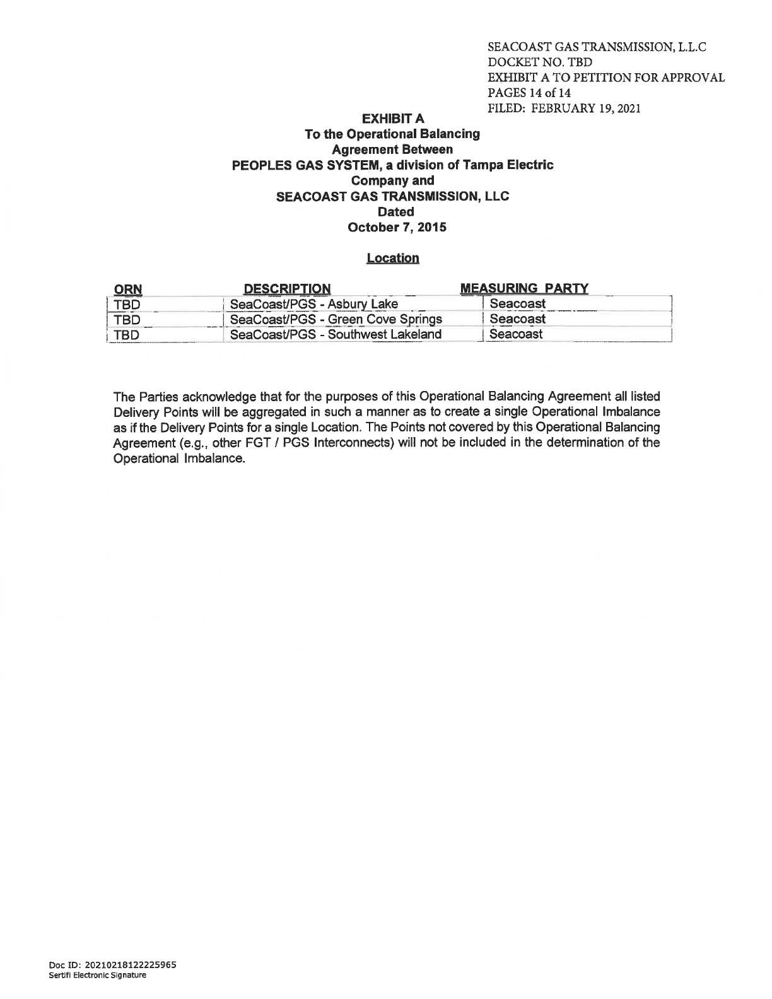 SEACOAST GAS TRANSMISSION, L.L.C
DOCKET NO. TBD
EXHIBIT A TO PETITION FOR APPROVAL
PAGES 14 of 14
FILED: FEBRUARY 19, 2021
EXHIBIT A
To the Operational Balancing
Agreement Between
PEOPLES GAS SYSTEM, a division of Tampa Electric
Company and
SEACOAST GAS TRANSMISSION, LLC
Dated
October 7, 2015
Location
ORN DESCRIPTION MEASURING PARTY
TBD SeaCoast/PGS - Asbury Lake Seacoast
TBD SeaCoast/PGS - Green Cove Springs Seacoast
TBD SeaCoast/PGS - Southwest Lakeland Seacoast
The Parties acknowledge that for the purposes of this Operational Balancing Agreement all listed
Delivery Points will be aggregated in such a manner as to create a single Operational Imbalance
as if the Delivery Points for a single Location. The Points not covered by this Operational Balancing
Agreement (e.g., other FGT / PGS Interconnects) will not be included in the determination of the
Operational Imbalance.
Doc ID: 20210218122225965
Sertifi Electronic Signature